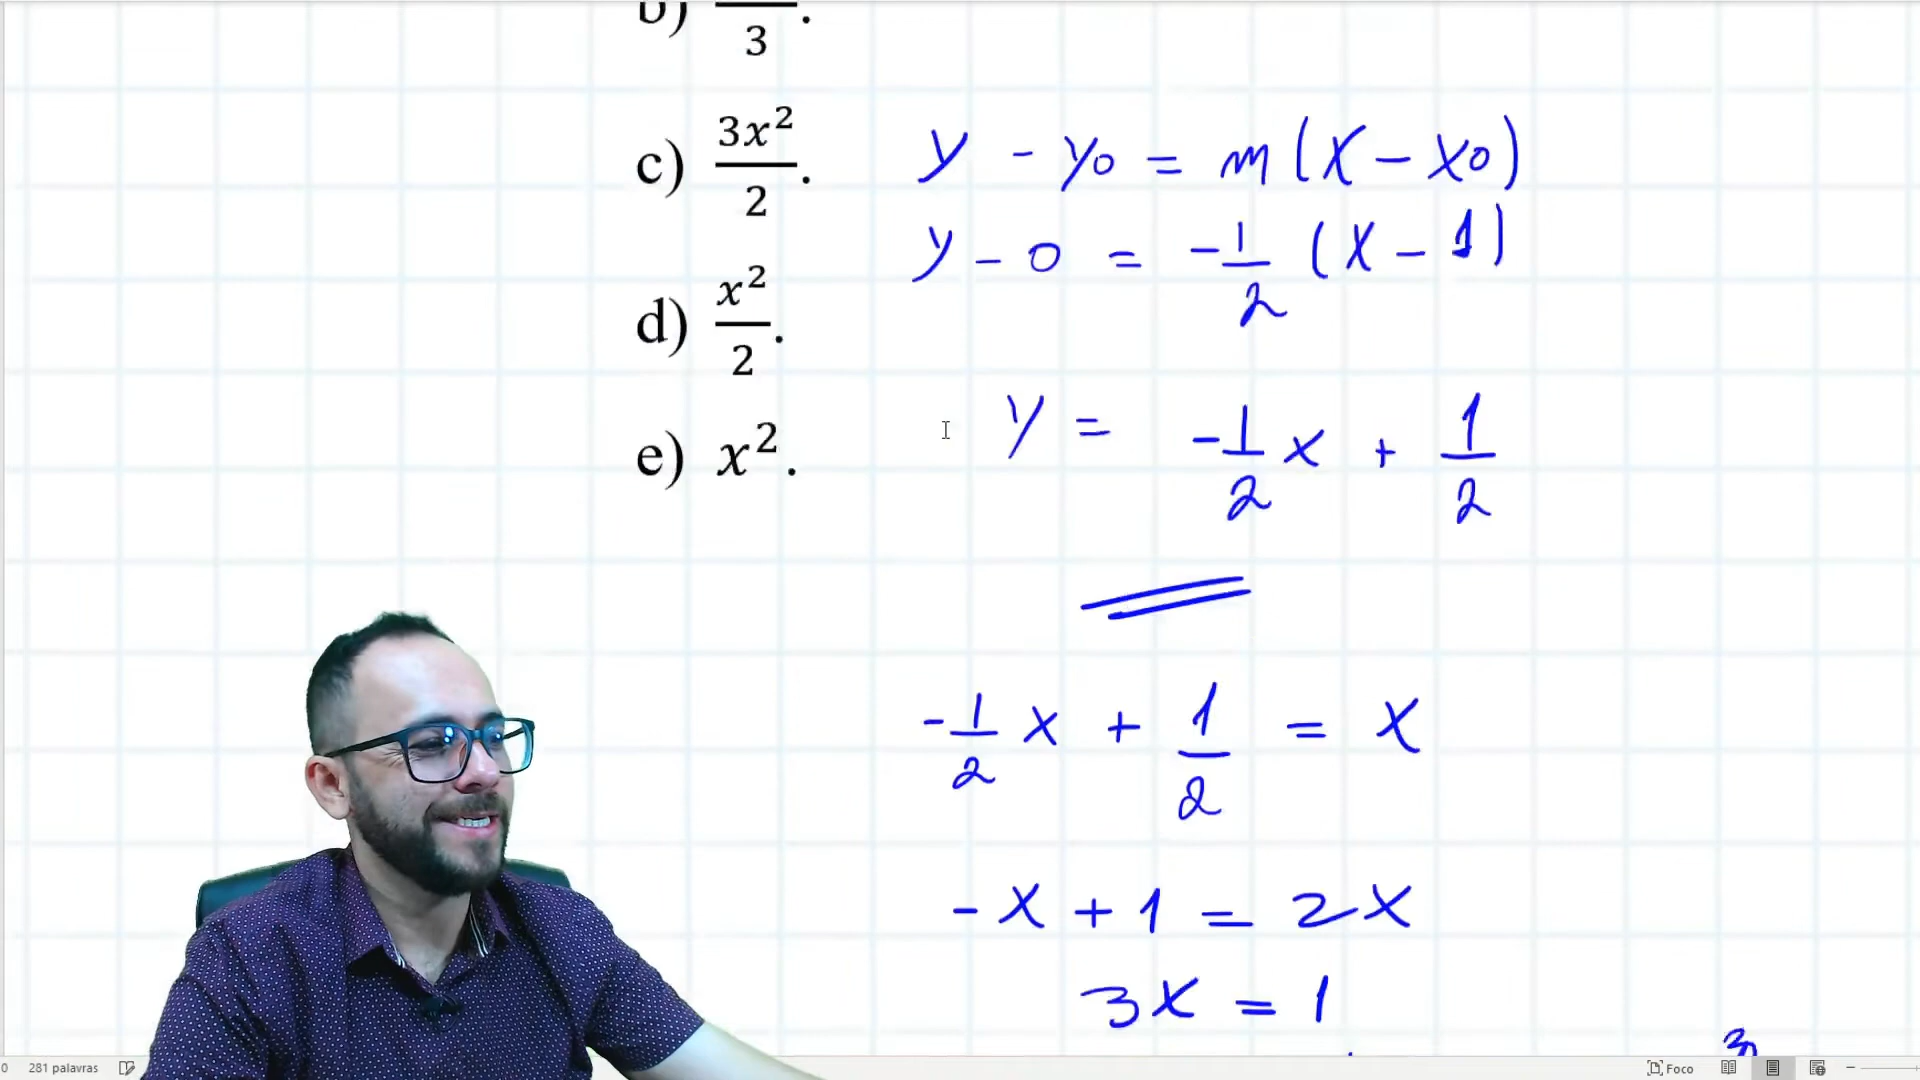 b) —/3.
c) 3x²/2.
d) x²/2.
e) x².
y - y0 = m(x - x0)
y - 0 = -1/2 (x - 1)
y = -1/2 x + 1/2
-1/2 x + 1/2 = x
-x + 1 = 2x
3x = 1
281 palavras
Foco